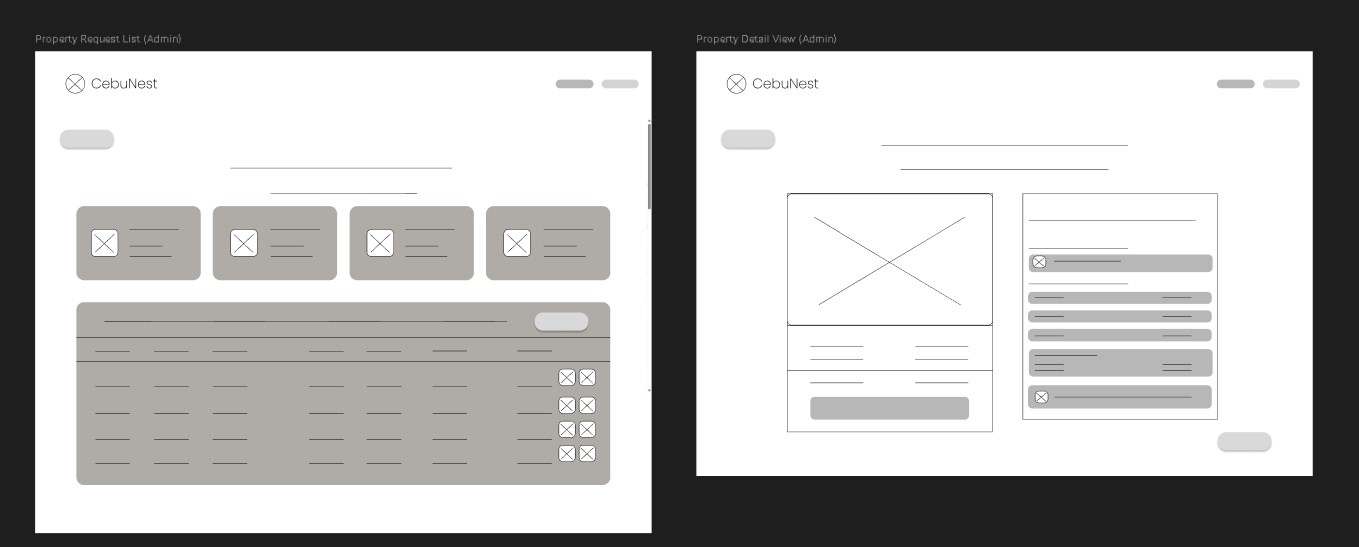 Property Request List (Admin)
CebuNest
Property Detail View (Admin)
CebuNest